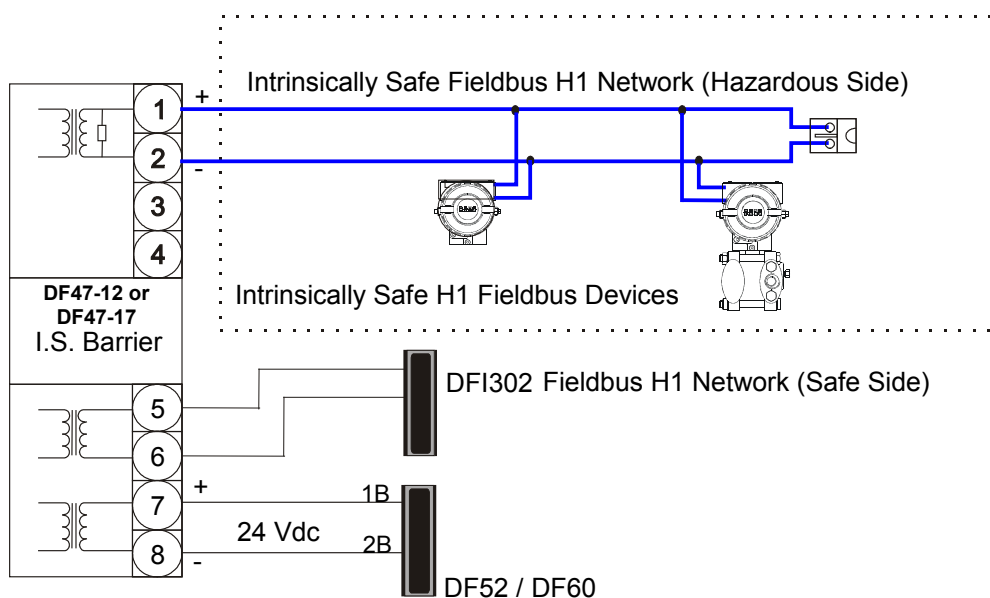 Intrinsically Safe Fieldbus H1 Network (Hazardous Side)
1
+
2
-
3
4
Intrinsically Safe H1 Fieldbus Devices
DF47-12 or
DF47-17
I.S. Barrier
5
DFI302 Fieldbus H1 Network (Safe Side)
6
+
7
1B
24 Vdc
8
2B
-
DF52 / DF60